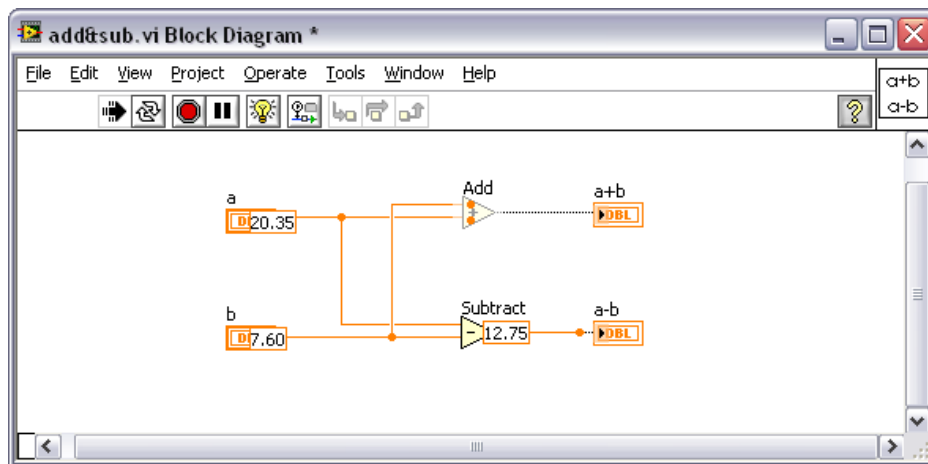 add&sub.vi Block Diagram *
File Edit View Project Operate Tools Window Help
a+b
a-b
?
a
20.35
Add
+
a+b
DBL
b
7.60
Subtract
-
12.75
a-b
DBL